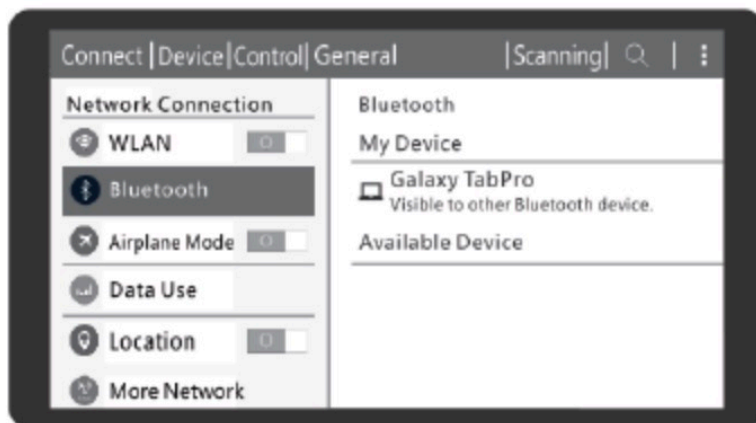 Connect |Device|Control| General |Scanning| |
Network Connection
WLAN
Bluetooth
Airplane Mode
Data Use
Location
More Network
Bluetooth
My Device
Galaxy TabPro
Visible to other Bluetooth device.
Available Device